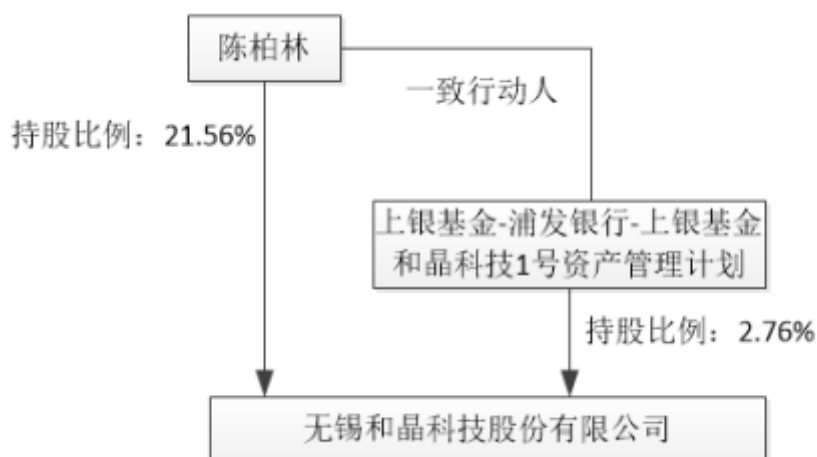 陈柏林
一致行动人
持股比例：21.56%
上银基金-浦发银行-上银基金
和晶科技1号资产管理计划
持股比例：2.76%
无锡和晶科技股份有限公司